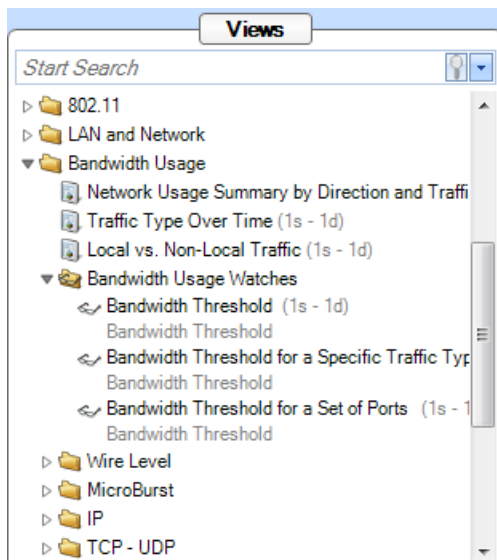 Views
Start Search
802.11
LAN and Network
Bandwidth Usage
Network Usage Summary by Direction and Traffi
Traffic Type Over Time (1s - 1d)
Local vs. Non-Local Traffic (1s - 1d)
Bandwidth Usage Watches
Bandwidth Threshold (1s - 1d)
Bandwidth Threshold
Bandwidth Threshold for a Specific Traffic Typ
Bandwidth Threshold
Bandwidth Threshold for a Set of Ports (1s - 1
Bandwidth Threshold
Wire Level
MicroBurst
IP
TCP - UDP